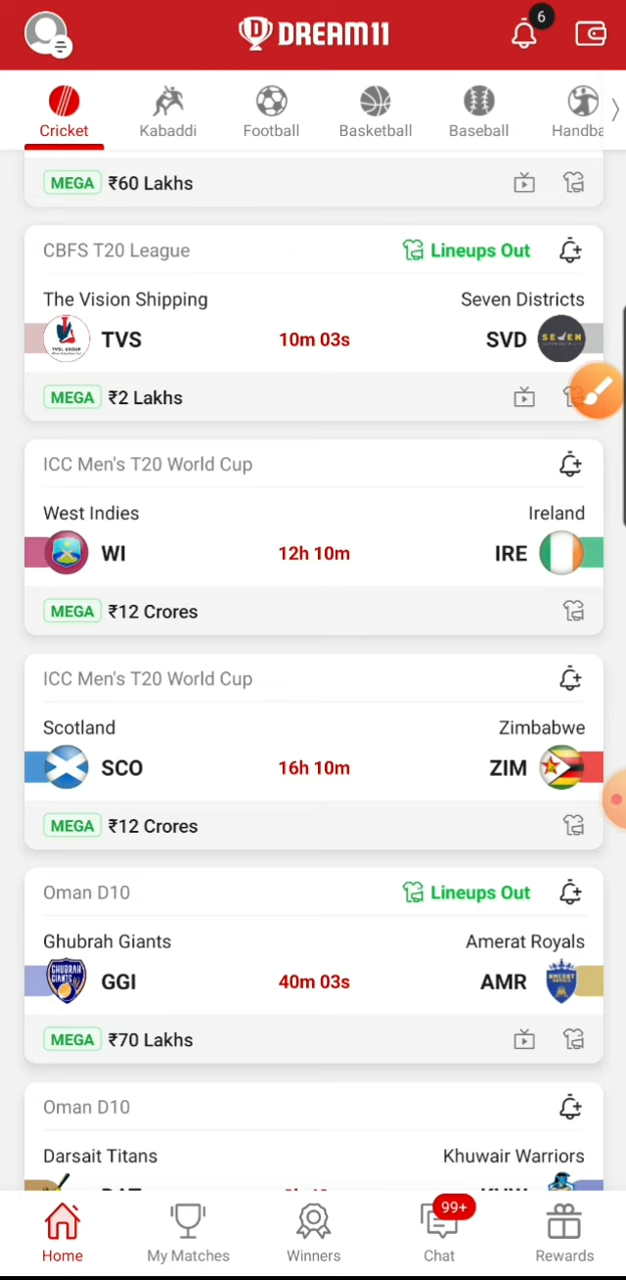 DREAM11
6
Cricket
Kabaddi
Football
Basketball
Baseball
Handba
MEGA ₹60 Lakhs
CBFS T20 League
Lineups Out
The Vision Shipping
Seven Districts
TVS
10m 03s
SVD
SEVEN
MEGA ₹2 Lakhs
ICC Men's T20 World Cup
West Indies
Ireland
WI
12h 10m
IRE
MEGA ₹12 Crores
ICC Men's T20 World Cup
Scotland
Zimbabwe
SCO
16h 10m
ZIM
MEGA ₹12 Crores
Oman D10
Lineups Out
Ghubrah Giants
Amerat Royals
GHUBRAH
GIANTS
GGI
40m 03s
AMR
MEGA ₹70 Lakhs
Oman D10
Darsait Titans
Khuwair Warriors
99+
Home
My Matches
Winners
Chat
Rewards